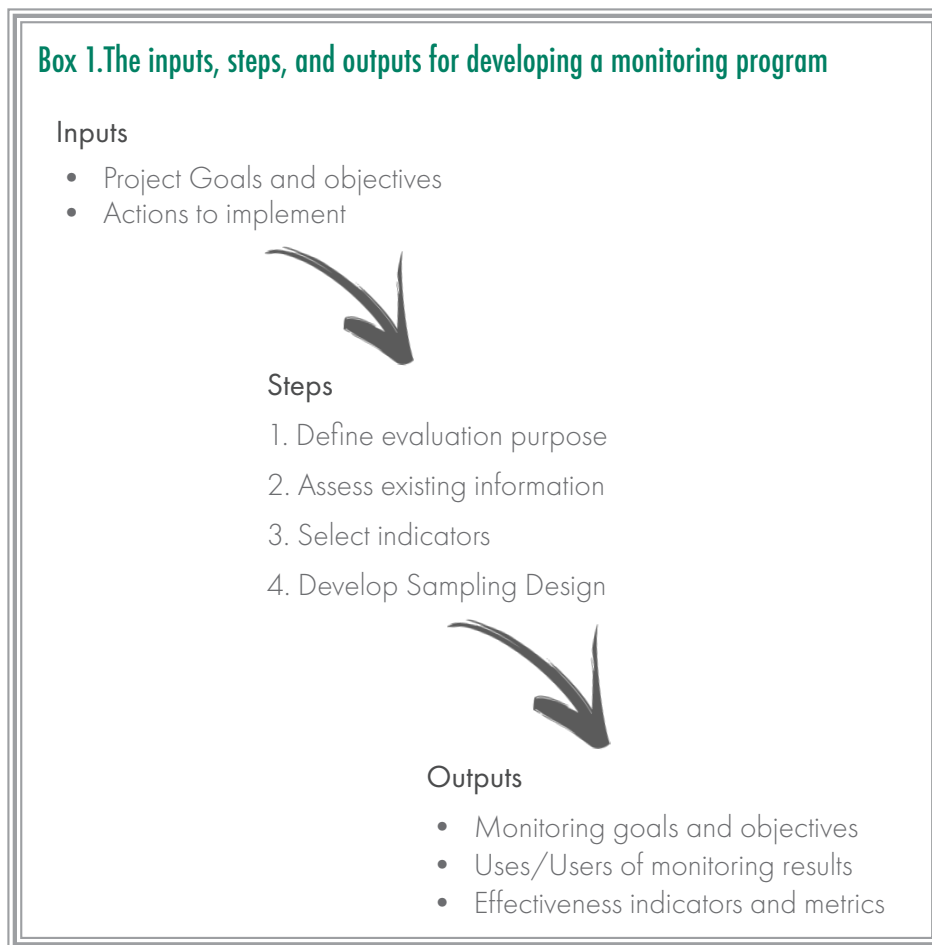 Box 1.The inputs, steps, and outputs for developing a monitoring program
Inputs
• Project Goals and objectives
• Actions to implement
Steps
1. Define evaluation purpose
2. Assess existing information
3. Select indicators
4. Develop Sampling Design
Outputs
• Monitoring goals and objectives
• Uses/Users of monitoring results
• Effectiveness indicators and metrics